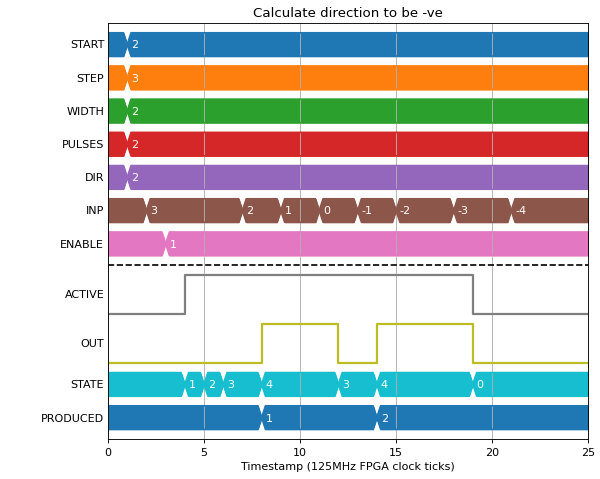 Calculate direction to be -ve
START 2
STEP 3
WIDTH 2
PULSES 2
DIR 2
INP 3 2 1 0 -1 -2 -3 -4
ENABLE 1
ACTIVE
OUT
STATE 1 2 3 4 3 4 0
PRODUCED 1 2
0 5 10 15 20 25
Timestamp (125MHz FPGA clock ticks)